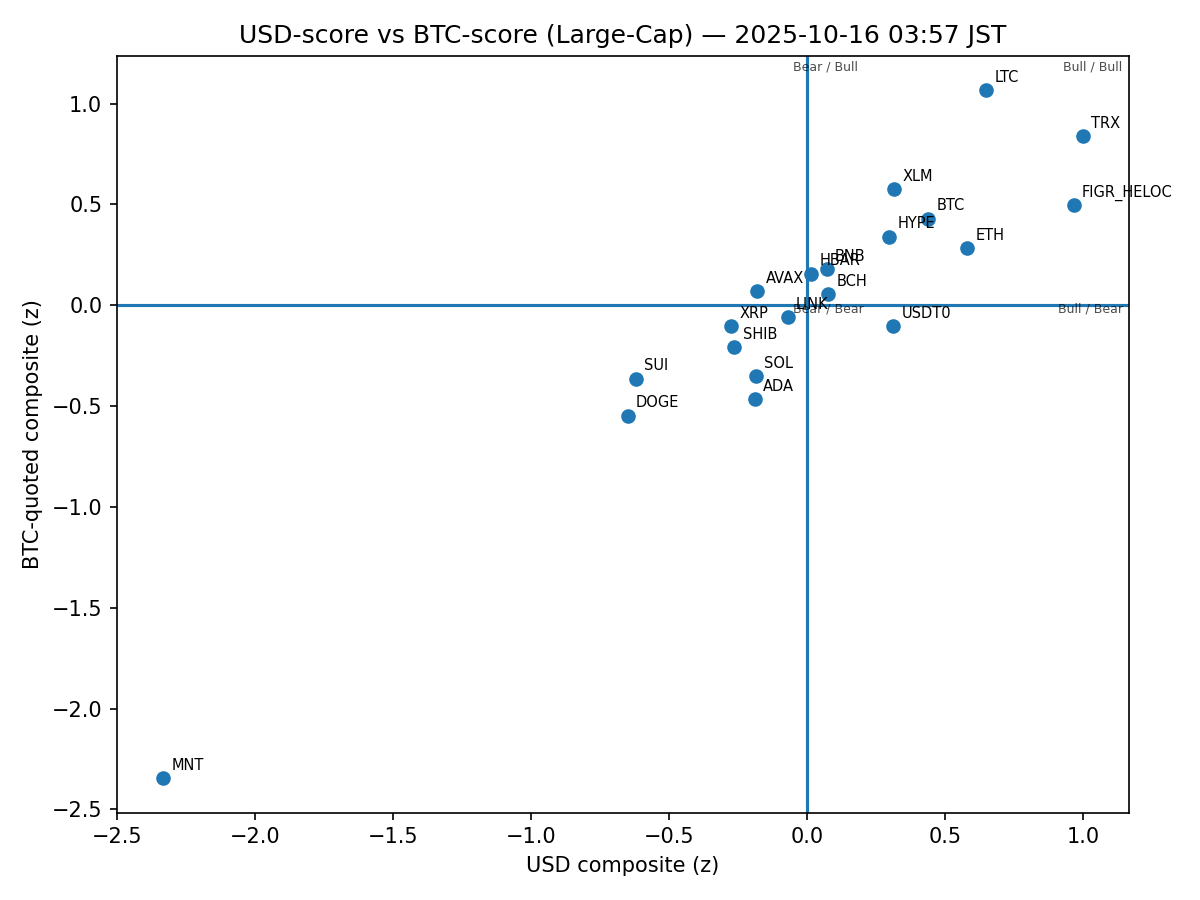 USD-score vs BTC-score (Large-Cap) — 2025-10-16 03:57 JST
Bear / Bull
Bull / Bull
LTC
TRX
XLM
FIGR_HELOC
BTC
HYPE
ETH
BNB
HBAR
AVAX
BCH
LINK
Bear / Bear
Bull / Bear
XRP
USDT0
SHIB
SUI
SOL
ADA
DOGE
MNT
BTC-quoted composite (z)
1.0
0.5
0.0
−0.5
−1.0
−1.5
−2.0
−2.5
−2.5
−2.0
−1.5
−1.0
−0.5
0.0
0.5
1.0
USD composite (z)